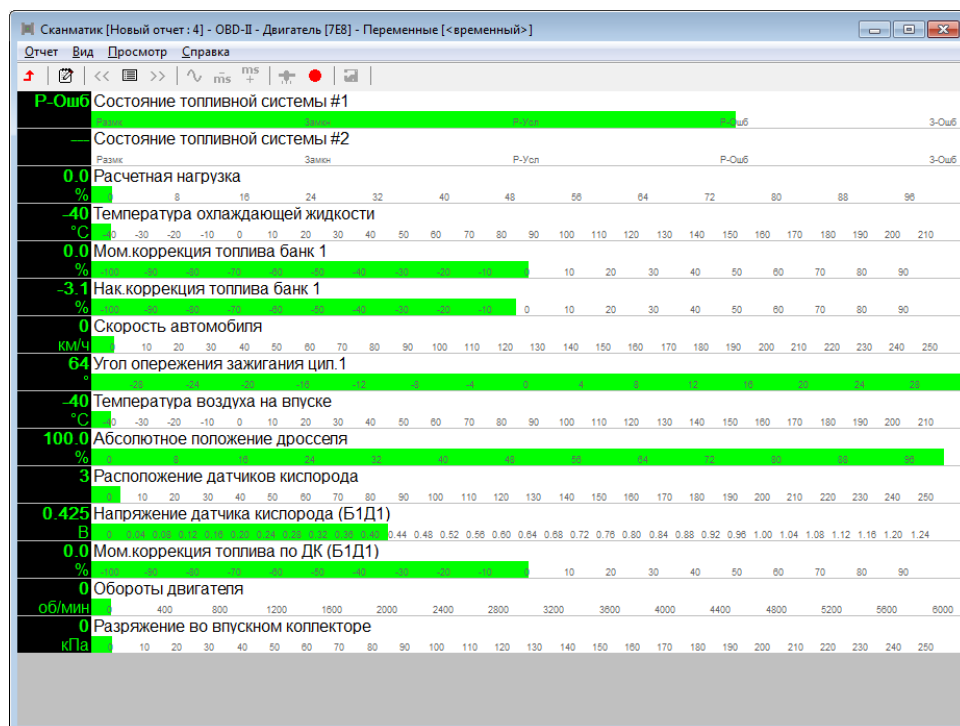 Сканматик [Новый отчет : 4] - OBD-II - Двигатель [7E8] - Переменные [<временный>]
Отчет Вид Просмотр Справка
<< >> ms ms +
Р-Ошб Состояние топливной системы #1
Размк Замкн Р-Усл Р-Ошб З-Ошб
— Состояние топливной системы #2
Размк Замкн Р-Усл Р-Ошб З-Ошб
0.0 Расчетная нагрузка
% 0 8 16 24 32 40 48 56 64 72 80 88 96
-40 Температура охлаждающей жидкости
°C -40 -30 -20 -10 0 10 20 30 40 50 60 70 80 90 100 110 120 130 140 150 160 170 180 190 200 210
0.0 Мом.коррекция топлива банк 1
% -100 -90 -80 -70 -60 -50 -40 -30 -20 -10 0 10 20 30 40 50 60 70 80 90
-3.1 Нак.коррекция топлива банк 1
% -100 -90 -80 -70 -60 -50 -40 -30 -20 -10 0 10 20 30 40 50 60 70 80 90
0 Скорость автомобиля
км/ч 0 10 20 30 40 50 60 70 80 90 100 110 120 130 140 150 160 170 180 190 200 210 220 230 240 250
64 Угол опережения зажигания цил.1
° -28 -24 -20 -16 -12 -8 -4 0 4 8 12 16 20 24 28
-40 Температура воздуха на впуске
°C -40 -30 -20 -10 0 10 20 30 40 50 60 70 80 90 100 110 120 130 140 150 160 170 180 190 200 210
100.0 Абсолютное положение дросселя
% 0 8 16 24 32 40 48 56 64 72 80 88 96
3 Расположение датчиков кислорода
0 10 20 30 40 50 60 70 80 90 100 110 120 130 140 150 160 170 180 190 200 210 220 230 240 250
0.425 Напряжение датчика кислорода (Б1Д1)
В 0 0.04 0.08 0.12 0.16 0.20 0.24 0.28 0.32 0.36 0.40 0.44 0.48 0.52 0.56 0.60 0.64 0.68 0.72 0.76 0.80 0.84 0.88 0.92 0.96 1.00 1.04 1.08 1.12 1.16 1.20 1.24
0.0 Мом.коррекция топлива по ДК (Б1Д1)
% -100 -90 -80 -70 -60 -50 -40 -30 -20 -10 0 10 20 30 40 50 60 70 80 90
0 Обороты двигателя
об/мин 0 400 800 1200 1600 2000 2400 2800 3200 3600 4000 4400 4800 5200 5600 6000
0 Разряжение во впускном коллекторе
кПа 0 10 20 30 40 50 60 70 80 90 100 110 120 130 140 150 160 170 180 190 200 210 220 230 240 250